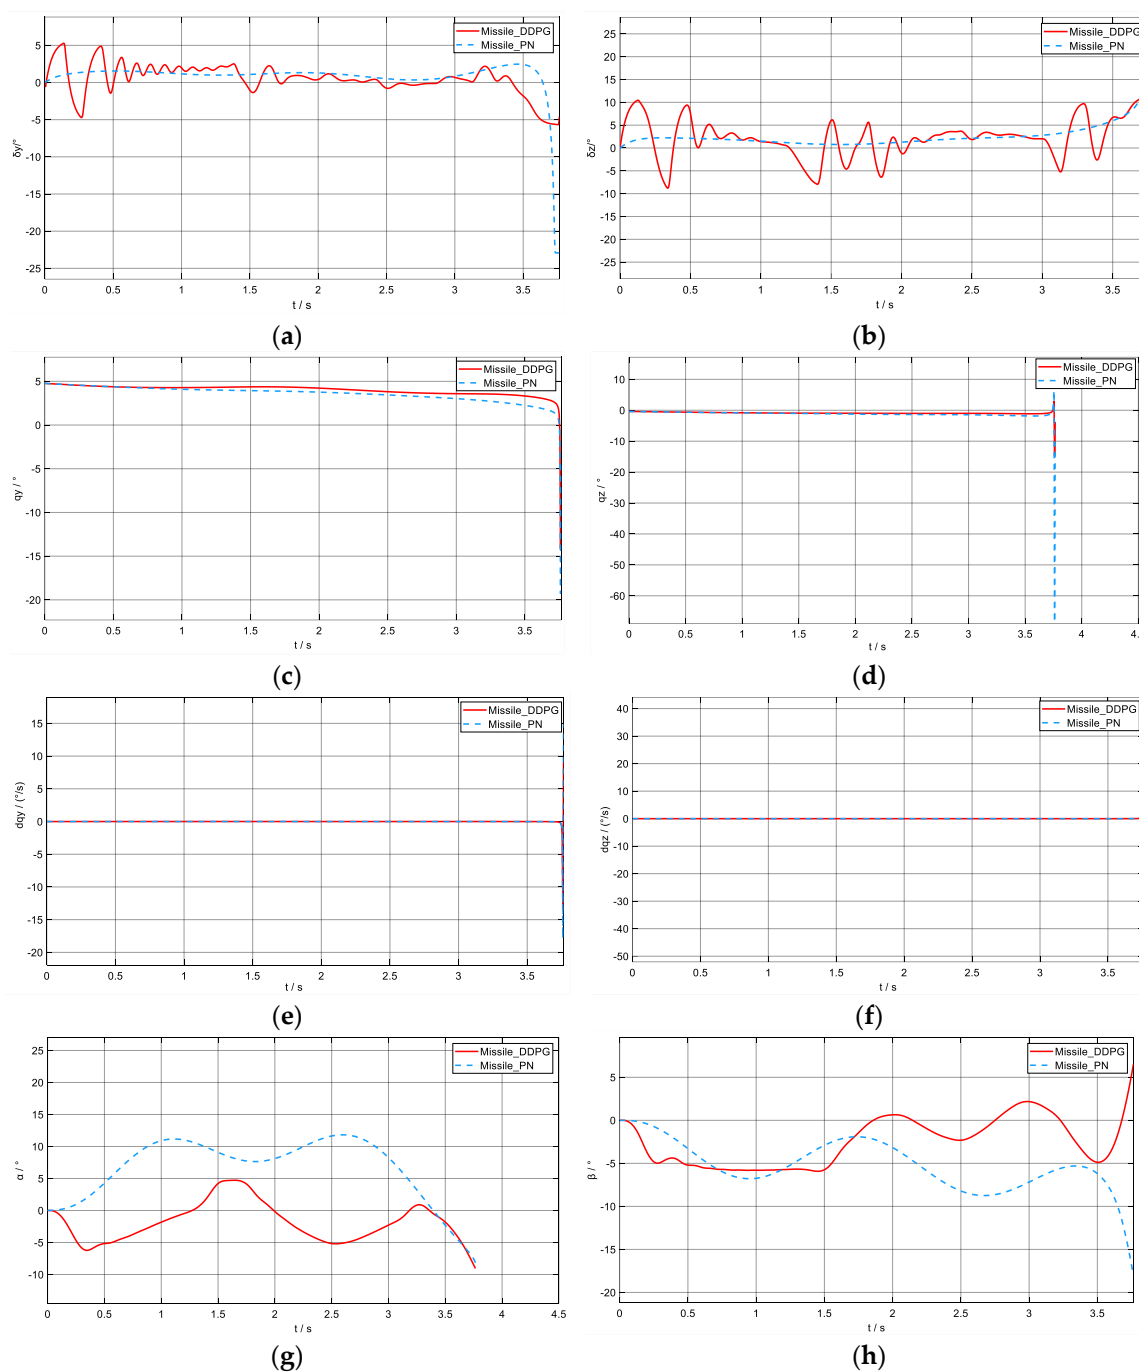 Missile_DDPG
Missile_PN
5
0
-5
-10
-15
-20
-25
δy/°
0 0.5 1 1.5 2 2.5 3 3.5
t / s
(a)
Missile_DDPG
Missile_PN
25
20
15
10
5
0
-5
-10
-15
-20
-25
δz/°
0 0.5 1 1.5 2 2.5 3 3.5
t / s
(b)
Missile_DDPG
Missile_PN
5
0
-5
-10
-15
-20
qy / °
0 0.5 1 1.5 2 2.5 3 3.5
t / s
(c)
Missile_DDPG
Missile_PN
10
0
-10
-20
-30
-40
-50
-60
qz / °
0 0.5 1 1.5 2 2.5 3 3.5 4 4.
t / s
(d)
Missile_DDPG
Missile_PN
15
10
5
0
-5
-10
-15
-20
dqy / (°/s)
0 0.5 1 1.5 2 2.5 3 3.5
t / s
(e)
Missile_DDPG
Missile_PN
40
30
20
10
0
-10
-20
-30
-40
-50
dqz / (°/s)
0 0.5 1 1.5 2 2.5 3 3.5
t / s
(f)
Missile_DDPG
Missile_PN
25
20
15
10
5
0
-5
-10
α / °
0 0.5 1 1.5 2 2.5 3 3.5 4 4.5
t / s
(g)
Missile_DDPG
Missile_PN
5
0
-5
-10
-15
-20
β / °
0 0.5 1 1.5 2 2.5 3 3.5
t / s
(h)